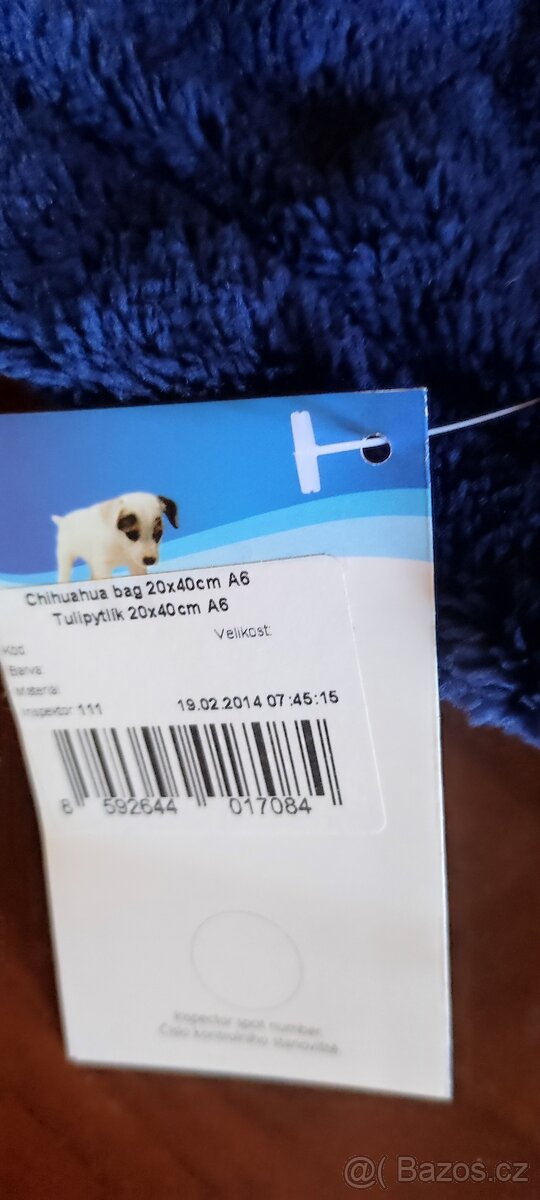 Chihuahua bag 20x40cm A6
Tulipytlík 20x40cm A6
Velikost:
Kód
Barva:
Materiál:
Inspektor 111
19.02.2014 07:45:15
8 592644 017084
Inspector spot number.
Číslo kontrolního stanoviště.
@( Bazos.cz